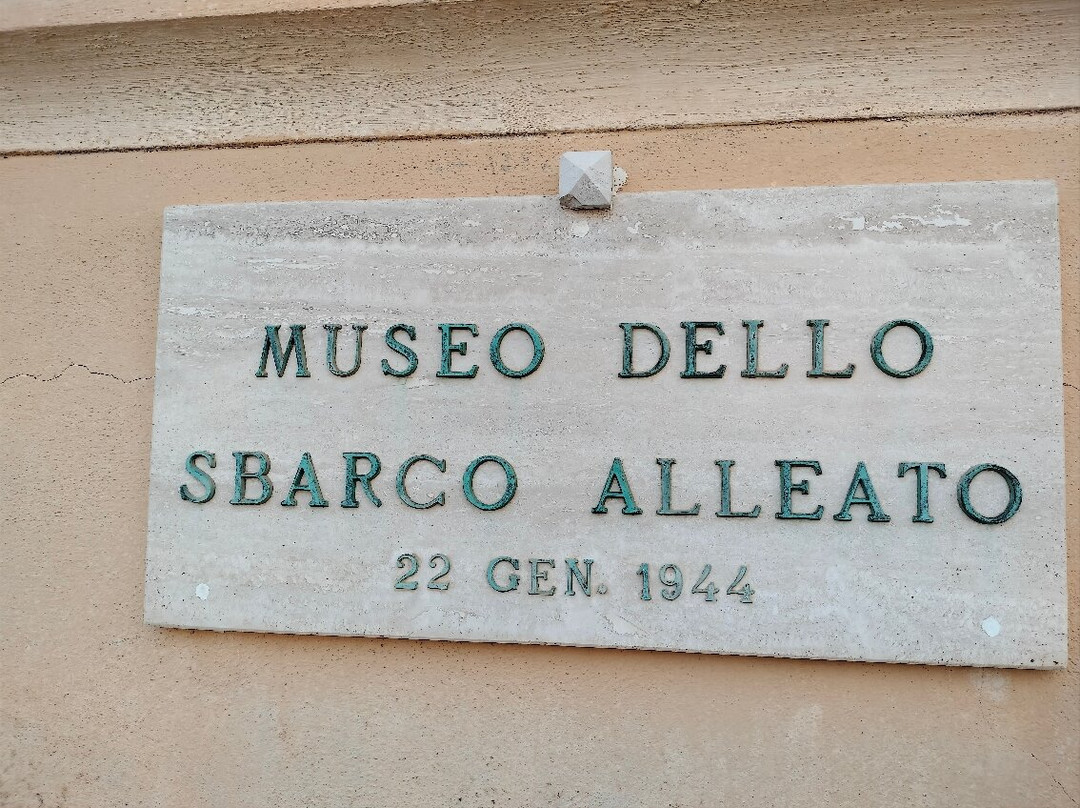 MUSEO DELLO
SBARCO ALLEATO
22 GEN. 1944